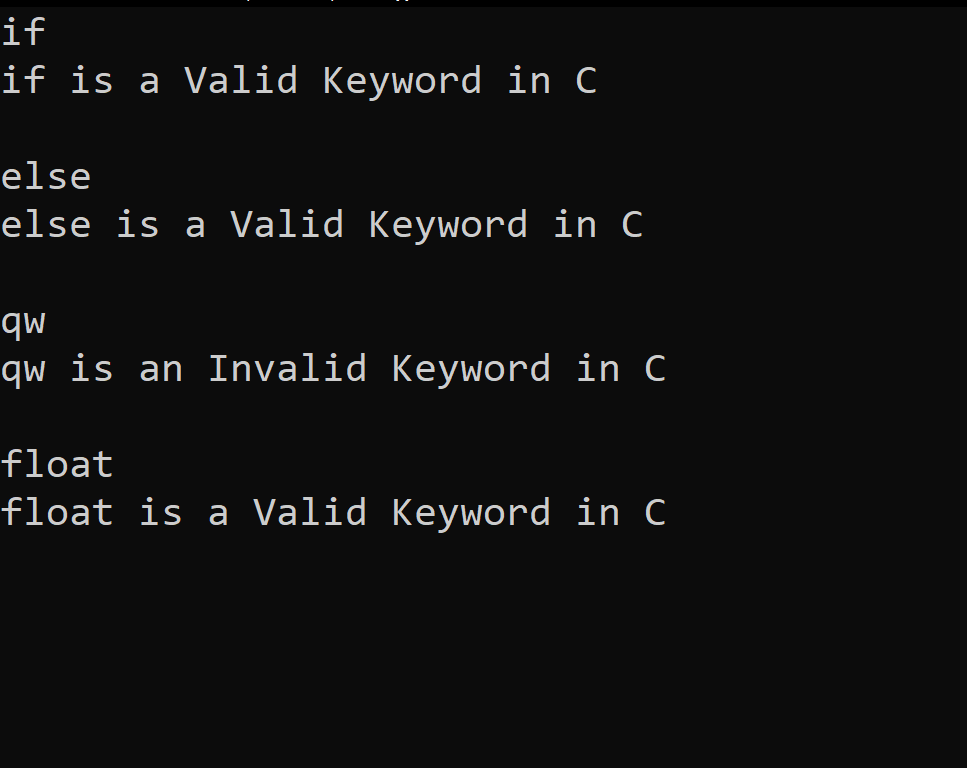 if
if is a Valid Keyword in C
else
else is a Valid Keyword in C
qw
qw is an Invalid Keyword in C
float
float is a Valid Keyword in C